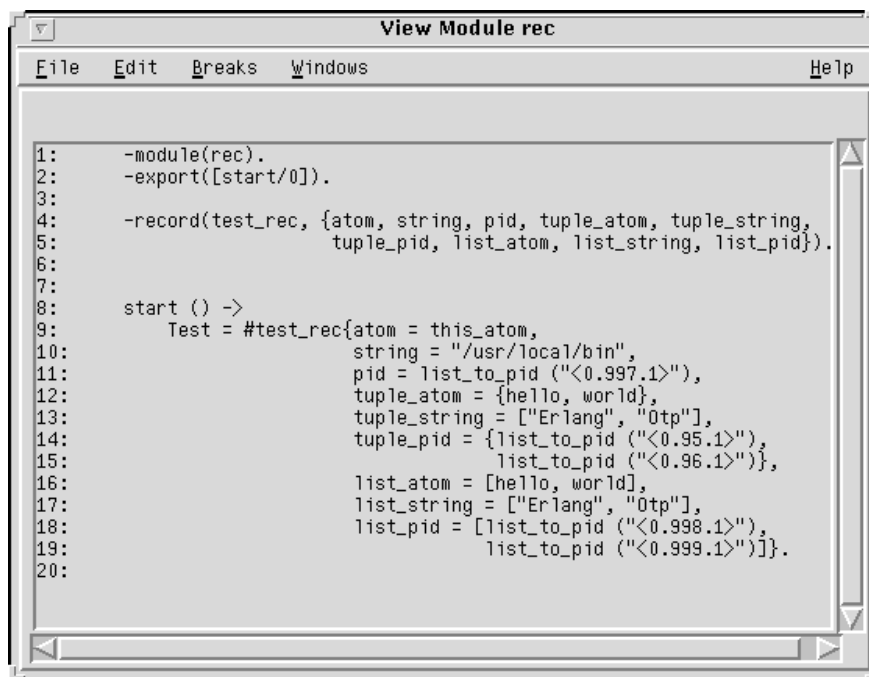 View Module rec
File Edit Breaks Windows Help
1: -module(rec).
2: -export([start/0]).
3:
4: -record(test_rec, {atom, string, pid, tuple_atom, tuple_string,
5: tuple_pid, list_atom, list_string, list_pid}).
6:
7:
8: start () ->
9: Test = #test_rec{atom = this_atom,
10: string = "/usr/local/bin",
11: pid = list_to_pid ("<0.997.1>"),
12: tuple_atom = {hello, world},
13: tuple_string = ["Erlang", "Otp"],
14: tuple_pid = {list_to_pid ("<0.95.1>"),
15: list_to_pid ("<0.96.1>")},
16: list_atom = [hello, world],
17: list_string = ["Erlang", "Otp"],
18: list_pid = [list_to_pid ("<0.998.1>"),
19: list_to_pid ("<0.999.1>")]}.
20: